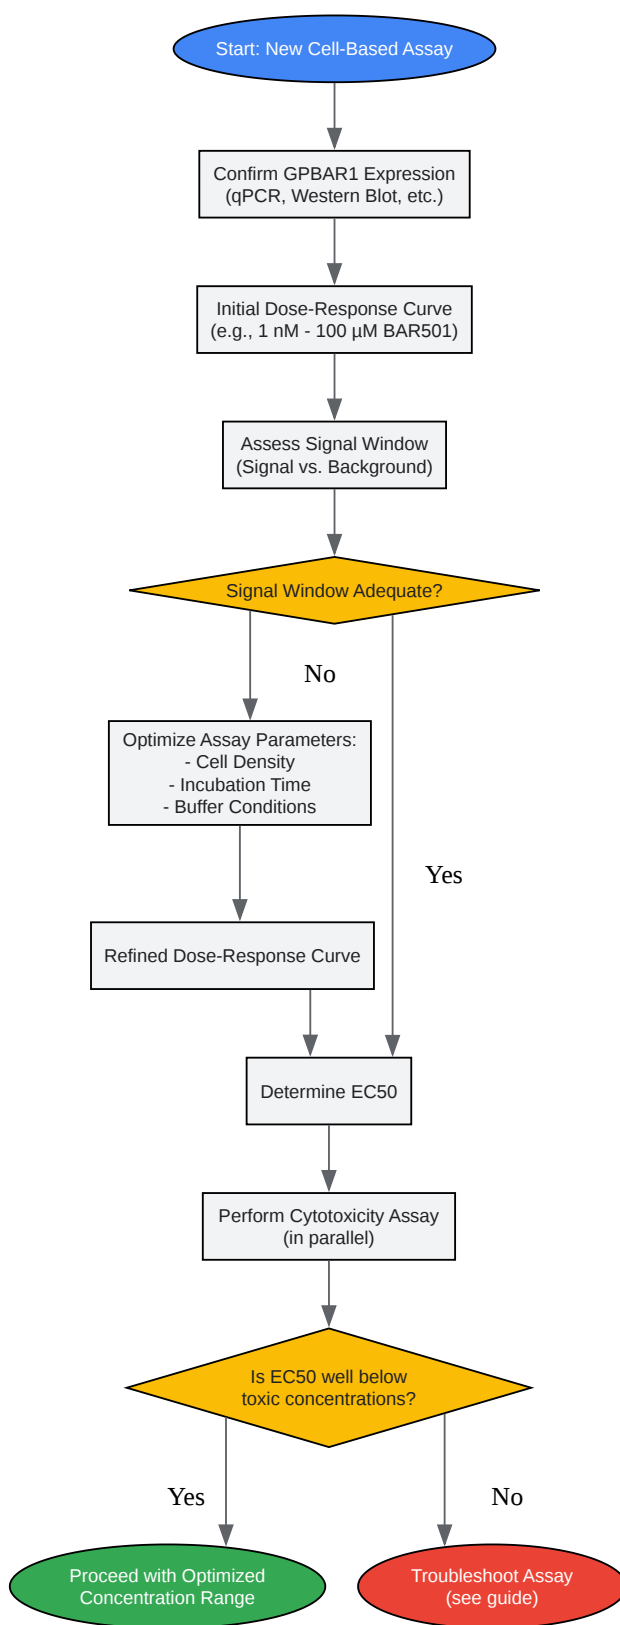 Start: New Cell-Based Assay
Confirm GPBAR1 Expression
(qPCR, Western Blot, etc.)
Initial Dose-Response Curve
(e.g., 1 nM - 100 µM BAR501)
Assess Signal Window
(Signal vs. Background)
Signal Window Adequate?
No
Optimize Assay Parameters:
- Cell Density
- Incubation Time
- Buffer Conditions
Yes
Refined Dose-Response Curve
Determine EC50
Perform Cytotoxicity Assay
(in parallel)
Is EC50 well below
toxic concentrations?
Yes
No
Proceed with Optimized
Concentration Range
Troubleshoot Assay
(see guide)